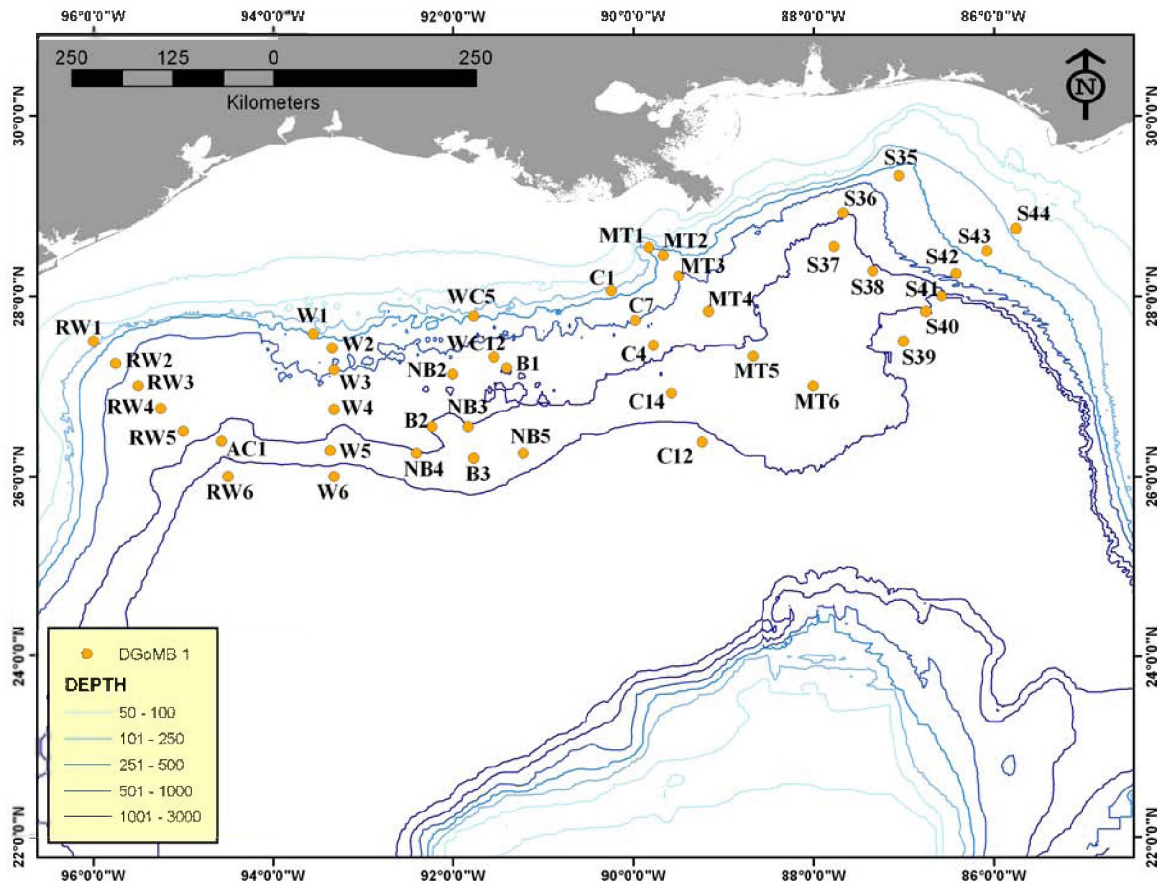 96°0'0"W 94°0'0"W 92°0'0"W 90°0'0"W 88°0'0"W 86°0'0"W
250 125 0 250
Kilometers
N
30°0'0"N
30°0'0"N
S35
S36
S44
MT1
MT2
S43
S37
S42
MT3
S38
C1
S41
28°0'0"N
28°0'0"N
WC5
MT4
W1
C7
S40
RW1
W2
WC12
C4
S39
RW2
NB2
B1
MT5
RW3
W3
MT6
RW4
W4
NB3
C14
B2
RW5
AC1
W5
NB5
NB4
B3
C12
26°0'0"N
26°0'0"N
RW6
W6
24°0'0"N
24°0'0"N
DGoMB 1
DEPTH
50 - 100
101 - 250
251 - 500
501 - 1000
1001 - 3000
22°0'0"N
22°0'0"N
96°0'0"W 94°0'0"W 92°0'0"W 90°0'0"W 88°0'0"W 86°0'0"W